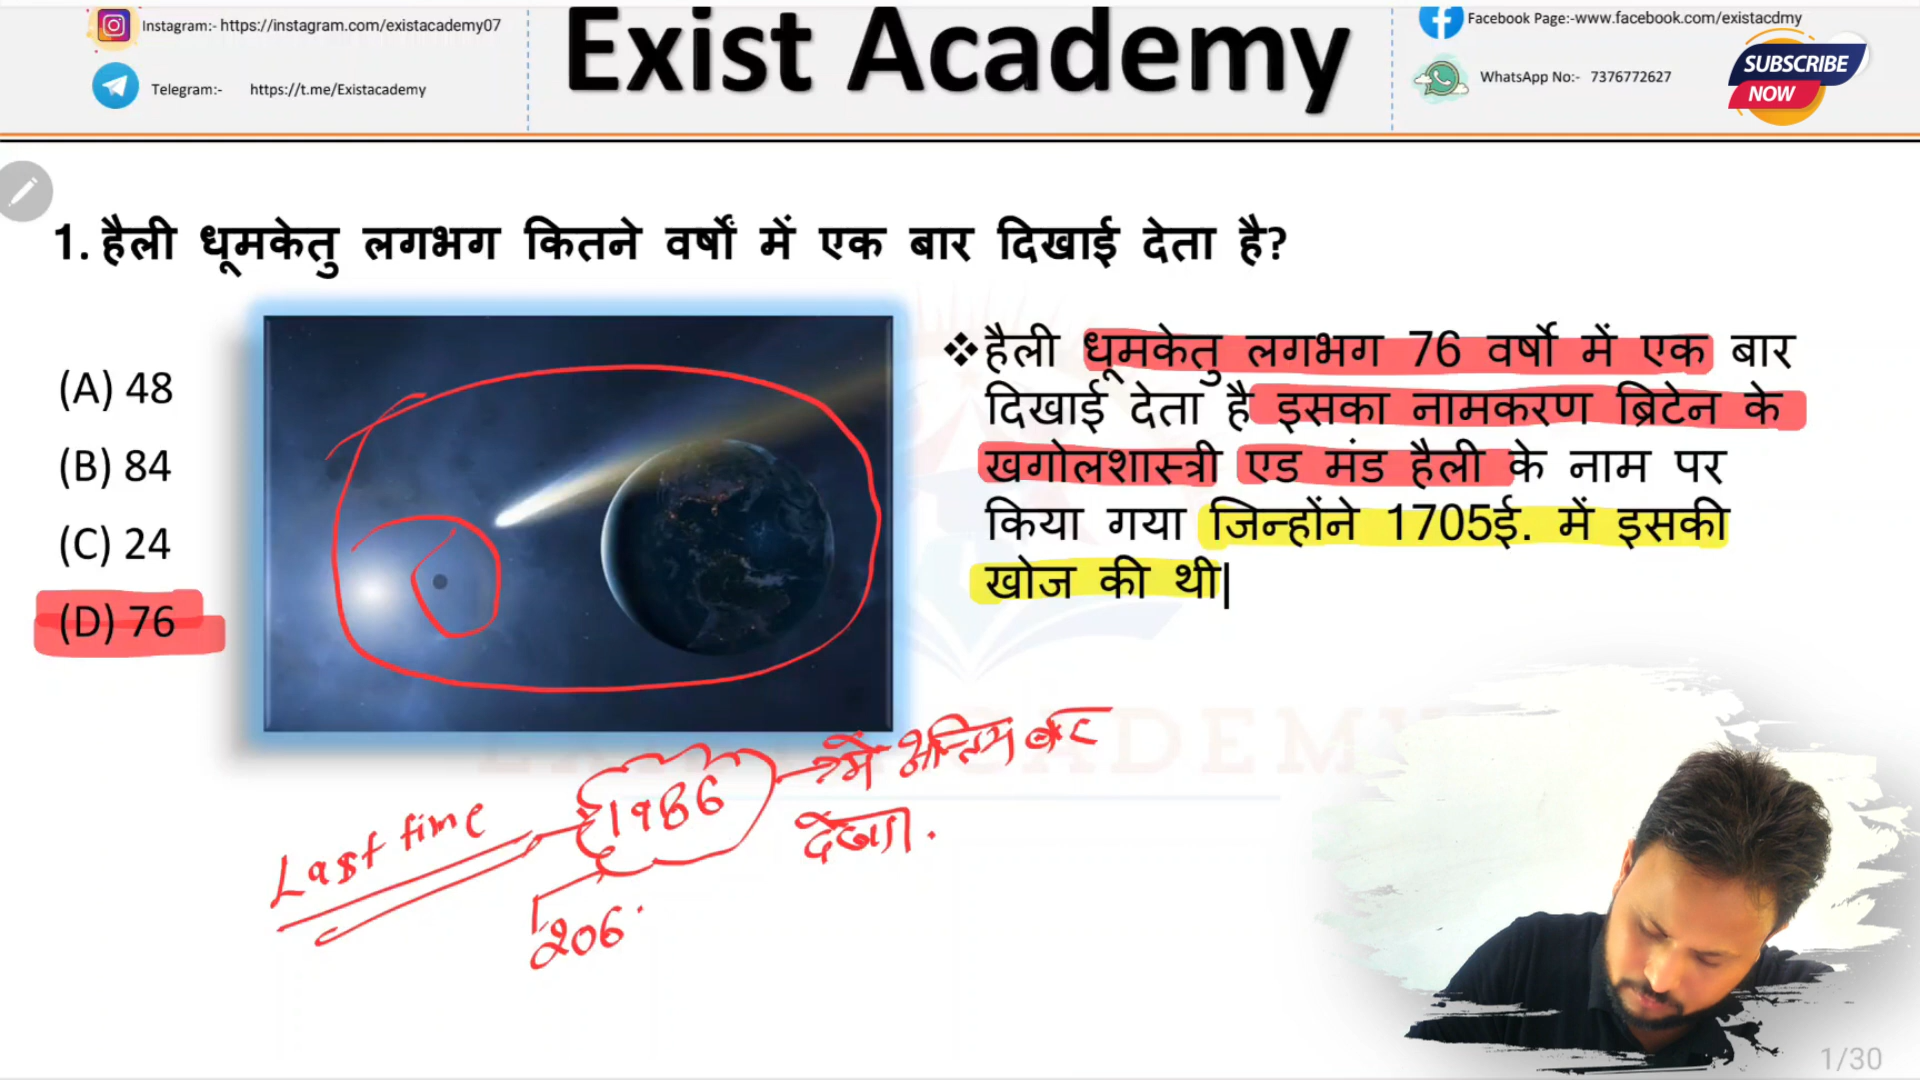 Instagram:- https://instagram.com/existacademy07
Telegram:- https://t.me/Existacademy
Exist Academy
Facebook Page:-www.facebook.com/existacdmy
WhatsApp No:- 7376772627
SUBSCRIBE
NOW
1. हैली धूमकेतु लगभग कितने वर्षों में एक बार दिखाई देता है?
(A) 48
(B) 84
(C) 24
(D) 76
❖हैली धूमकेतु लगभग 76 वर्षो में एक बार
दिखाई देता है इसका नामकरण ब्रिटेन के
खगोलशास्त्री एड मंड हैली के नाम पर
किया गया जिन्होंने 1705ई. में इसकी
खोज की थी|
Last time
1986
में अन्तिम बार
देखा.
206
1/30